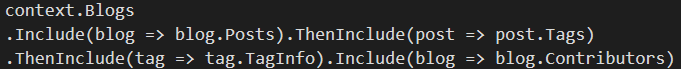 context.Blogs
.Include(blog => blog.Posts).ThenInclude(post => post.Tags)
.ThenInclude(tag => tag.TagInfo).Include(blog => blog.Contributors)